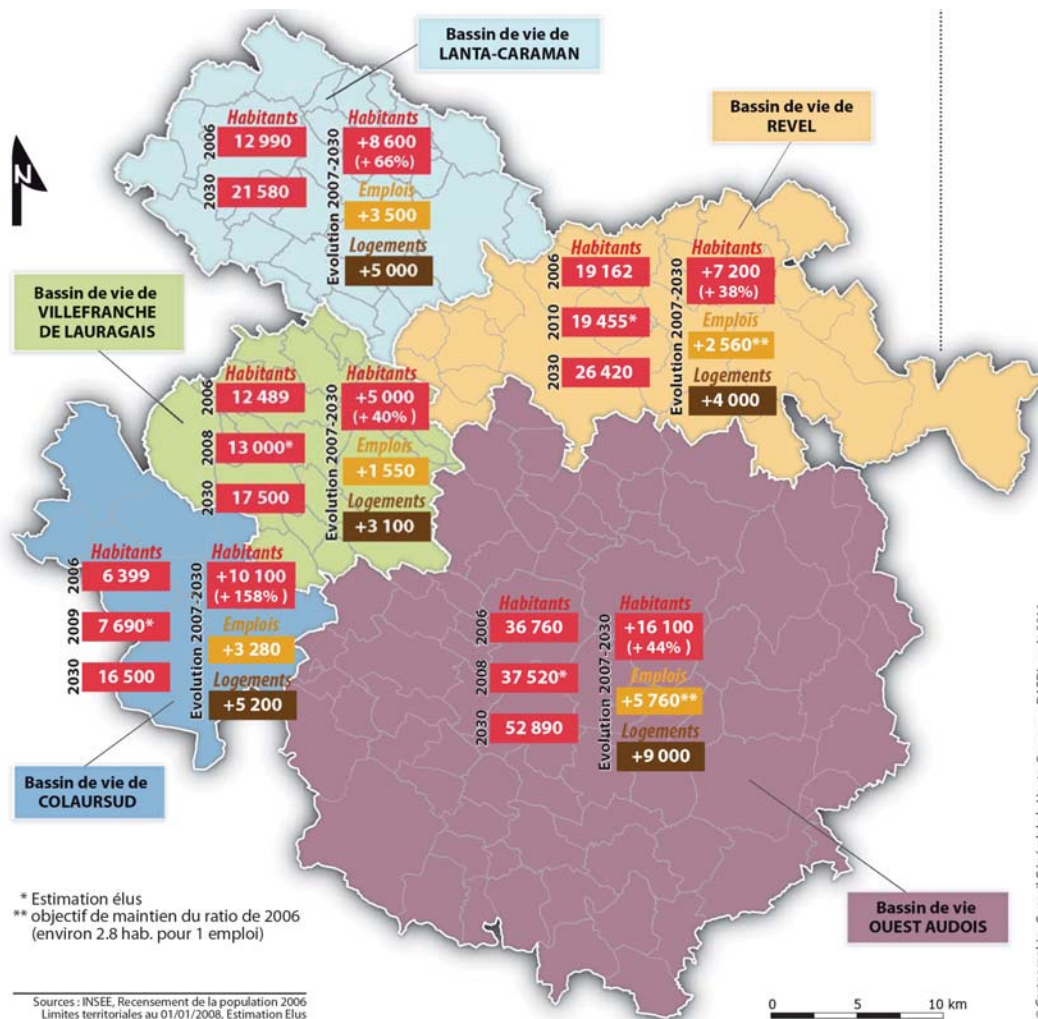 Bassin de vie de
LANTA-CARAMAN
Habitants
2006
12 990
2030
21 580
Evolution 2007-2030
Habitants
+8 600
(+ 66%)
Emplois
+3 500
Logements
+5 000
Bassin de vie de
REVEL
Habitants
2006
19 162
2010
19 455*
2030
26 420
Evolution 2007-2030
Habitants
+7 200
(+ 38%)
Emplois
+2 560**
Logements
+4 000
N
Bassin de vie de
VILLEFRANCHE
DE LAURAGAIS
Habitants
2006
12 489
2008
13 000*
2030
17 500
Evolution 2007-2030
Habitants
+5 000
(+ 40%)
Emplois
+1 550
Logements
+3 100
Habitants
2006
6 399
2009
7 690*
2030
16 500
Evolution 2007-2030
Habitants
+10 100
(+ 158%)
Emplois
+3 280
Logements
+5 200
Bassin de vie de
COLAURSUD
Habitants
2006
36 760
2008
37 520*
2030
52 890
Evolution 2007-2030
Habitants
+16 100
(+ 44%)
Emplois
+5 760**
Logements
+9 000
Bassin de vie
OUEST AUDOIS
* Estimation élus
** objectif de maintien du ratio de 2006
(environ 2.8 hab. pour 1 emploi)
Sources : INSEE, Recensement de la population 2006
Limites territoriales au 01/01/2008, Estimation Elus
0 5 10 km